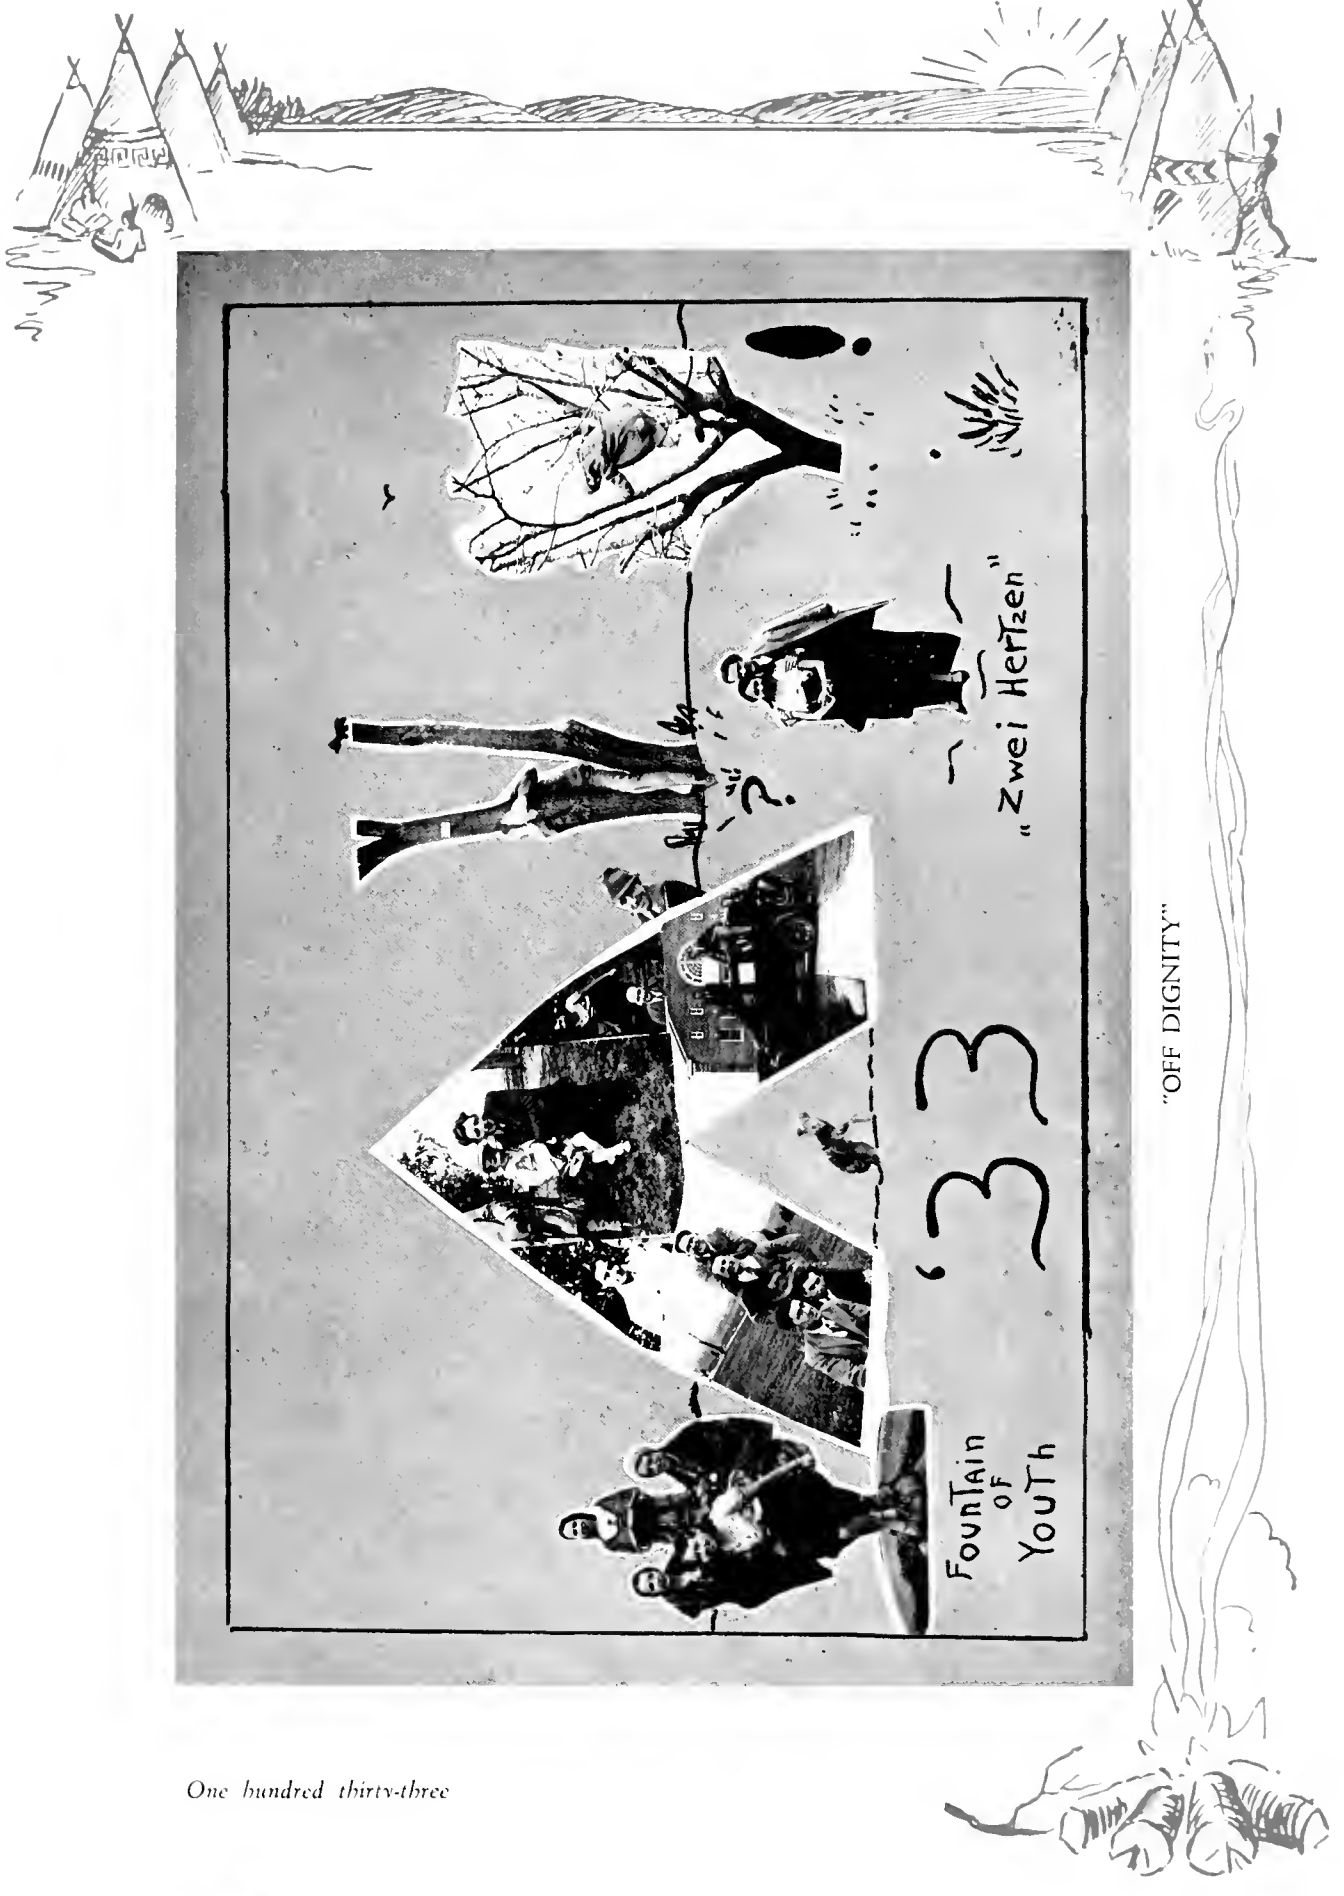 ?
„Zwei Hertzen"
'33
Fountain
OF
Youth
"OFF DIGNITY"
One hundred thirty-three